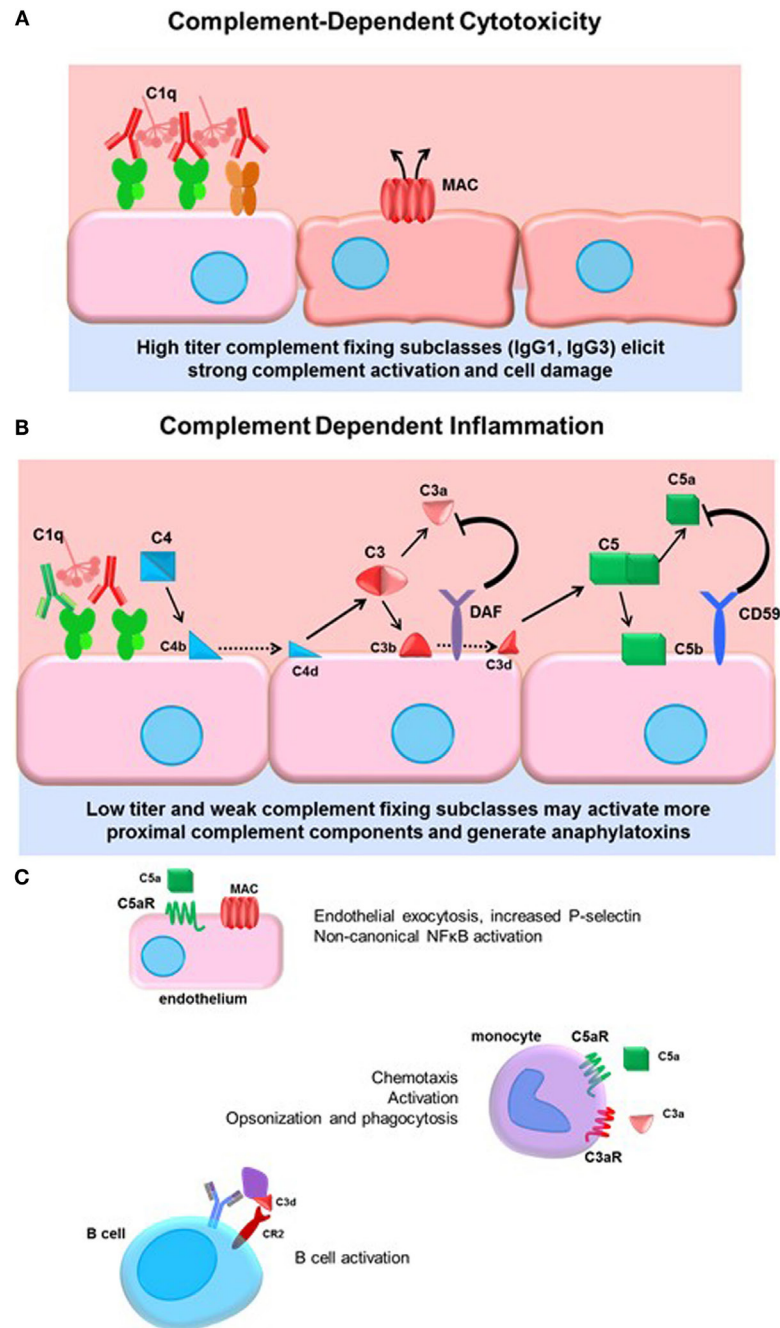 A
Complement-Dependent Cytotoxicity
C1q
MAC
High titer complement fixing subclasses (IgG1, IgG3) elicit
strong complement activation and cell damage
B
Complement Dependent Inflammation
C1q
C4
C4b
C4d
C3
C3a
C3b
DAF
C3d
C5
C5a
C5b
CD59
Low titer and weak complement fixing subclasses may activate more
proximal complement components and generate anaphylatoxins
C
C5a
C5aR
MAC
endothelium
Endothelial exocytosis, increased P-selectin
Non-canonical NFκB activation
monocyte
C5aR
C5a
C3a
C3aR
Chemotaxis
Activation
Opsonization and phagocytosis
B cell
C3d
CR2
B cell activation